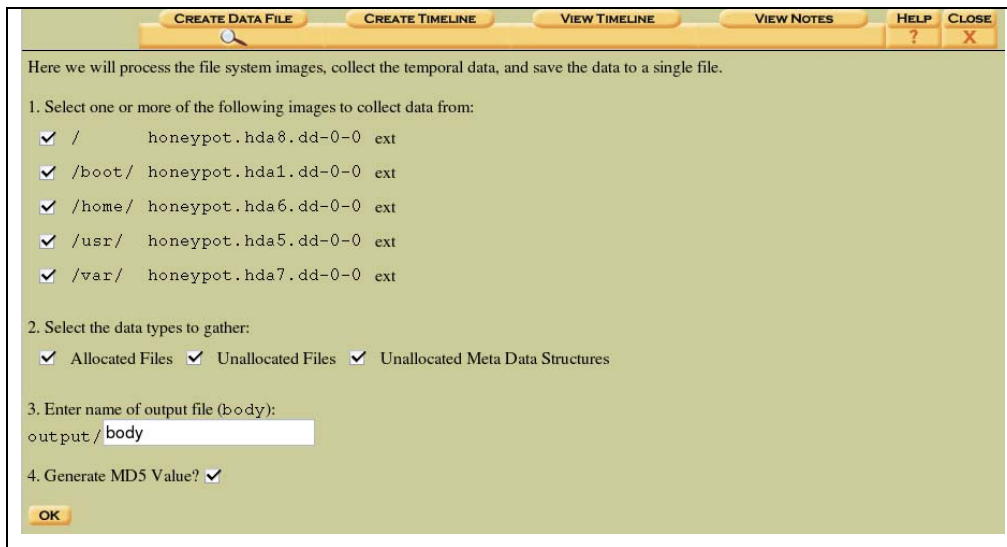 CREATE DATA FILE CREATE TIMELINE VIEW TIMELINE VIEW NOTES HELP CLOSE
? X
Here we will process the file system images, collect the temporal data, and save the data to a single file.
1. Select one or more of the following images to collect data from:
/ honeypot.hda8.dd-0-0 ext
/boot/ honeypot.hda1.dd-0-0 ext
/home/ honeypot.hda6.dd-0-0 ext
/usr/ honeypot.hda5.dd-0-0 ext
/var/ honeypot.hda7.dd-0-0 ext
2. Select the data types to gather:
Allocated Files Unallocated Files Unallocated Meta Data Structures
3. Enter name of output file (body):
output/ body
4. Generate MD5 Value?
OK